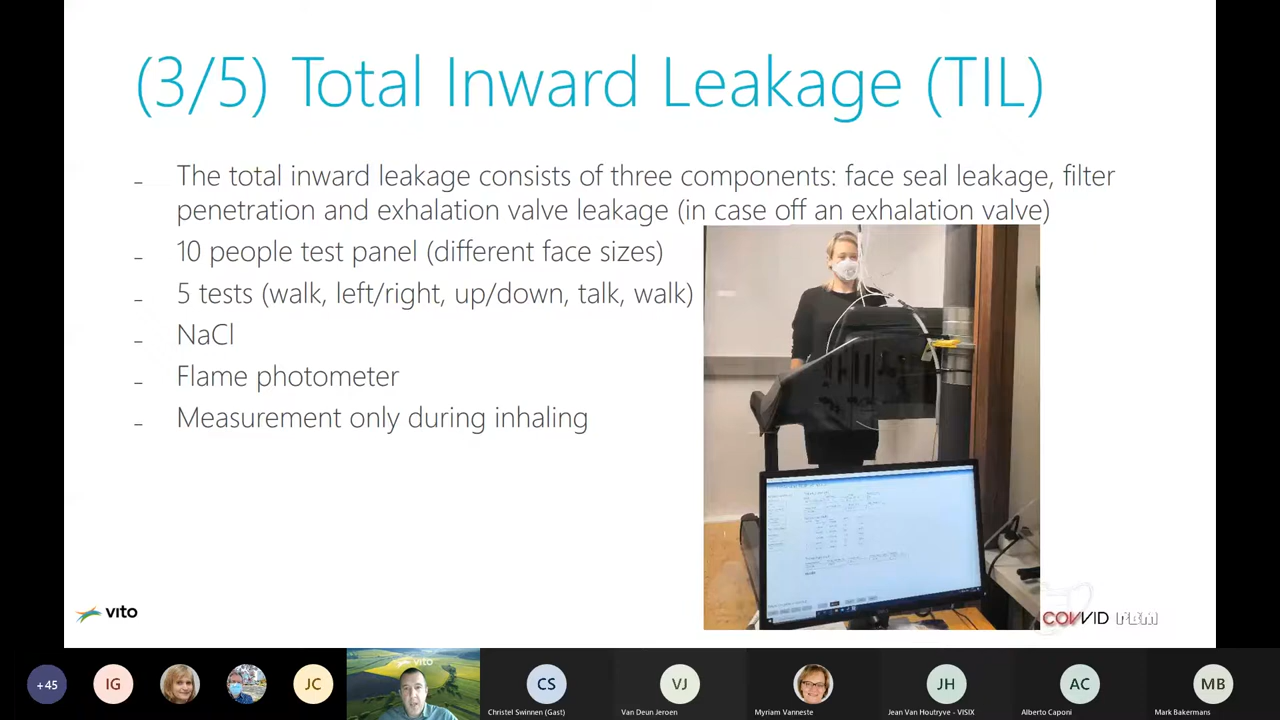 (3/5) Total Inward Leakage (TIL)
- The total inward leakage consists of three components: face seal leakage, filter
penetration and exhalation valve leakage (in case off an exhalation valve)
- 10 people test panel (different face sizes)
- 5 tests (walk, left/right, up/down, talk, walk)
- NaCl
- Flame photometer
- Measurement only during inhaling
vito
COVVID PBM
vito
+45
IG
JC
CS
VJ
JH
AC
MB
Christel Swinnen (Gast)
Van Deun Jeroen
Myriam Vanneste
Jean Van Houtryve - VISIX
Alberto Caponi
Mark Bakermans